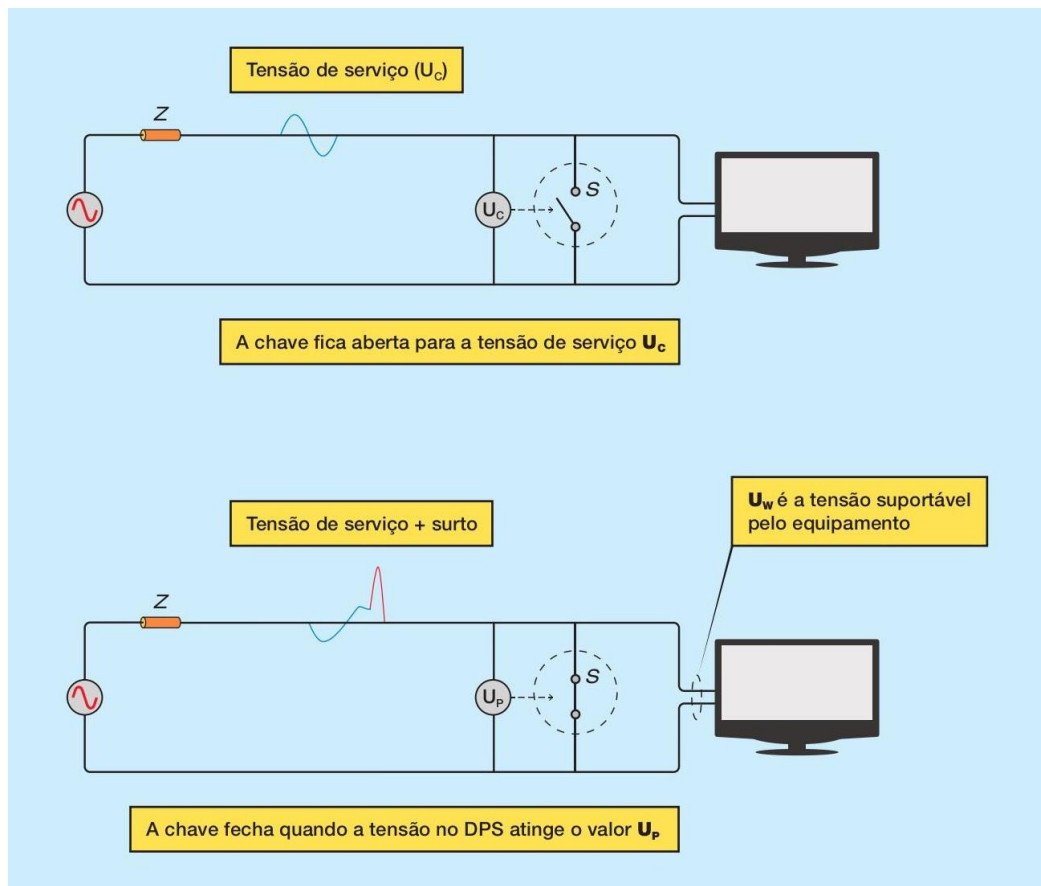 Tensão de serviço (Uc)
Z
Uc
S
A chave fica aberta para a tensão de serviço Uc
Uw é a tensão suportável
pelo equipamento
Tensão de serviço + surto
Z
UP
S
A chave fecha quando a tensão no DPS atinge o valor UP